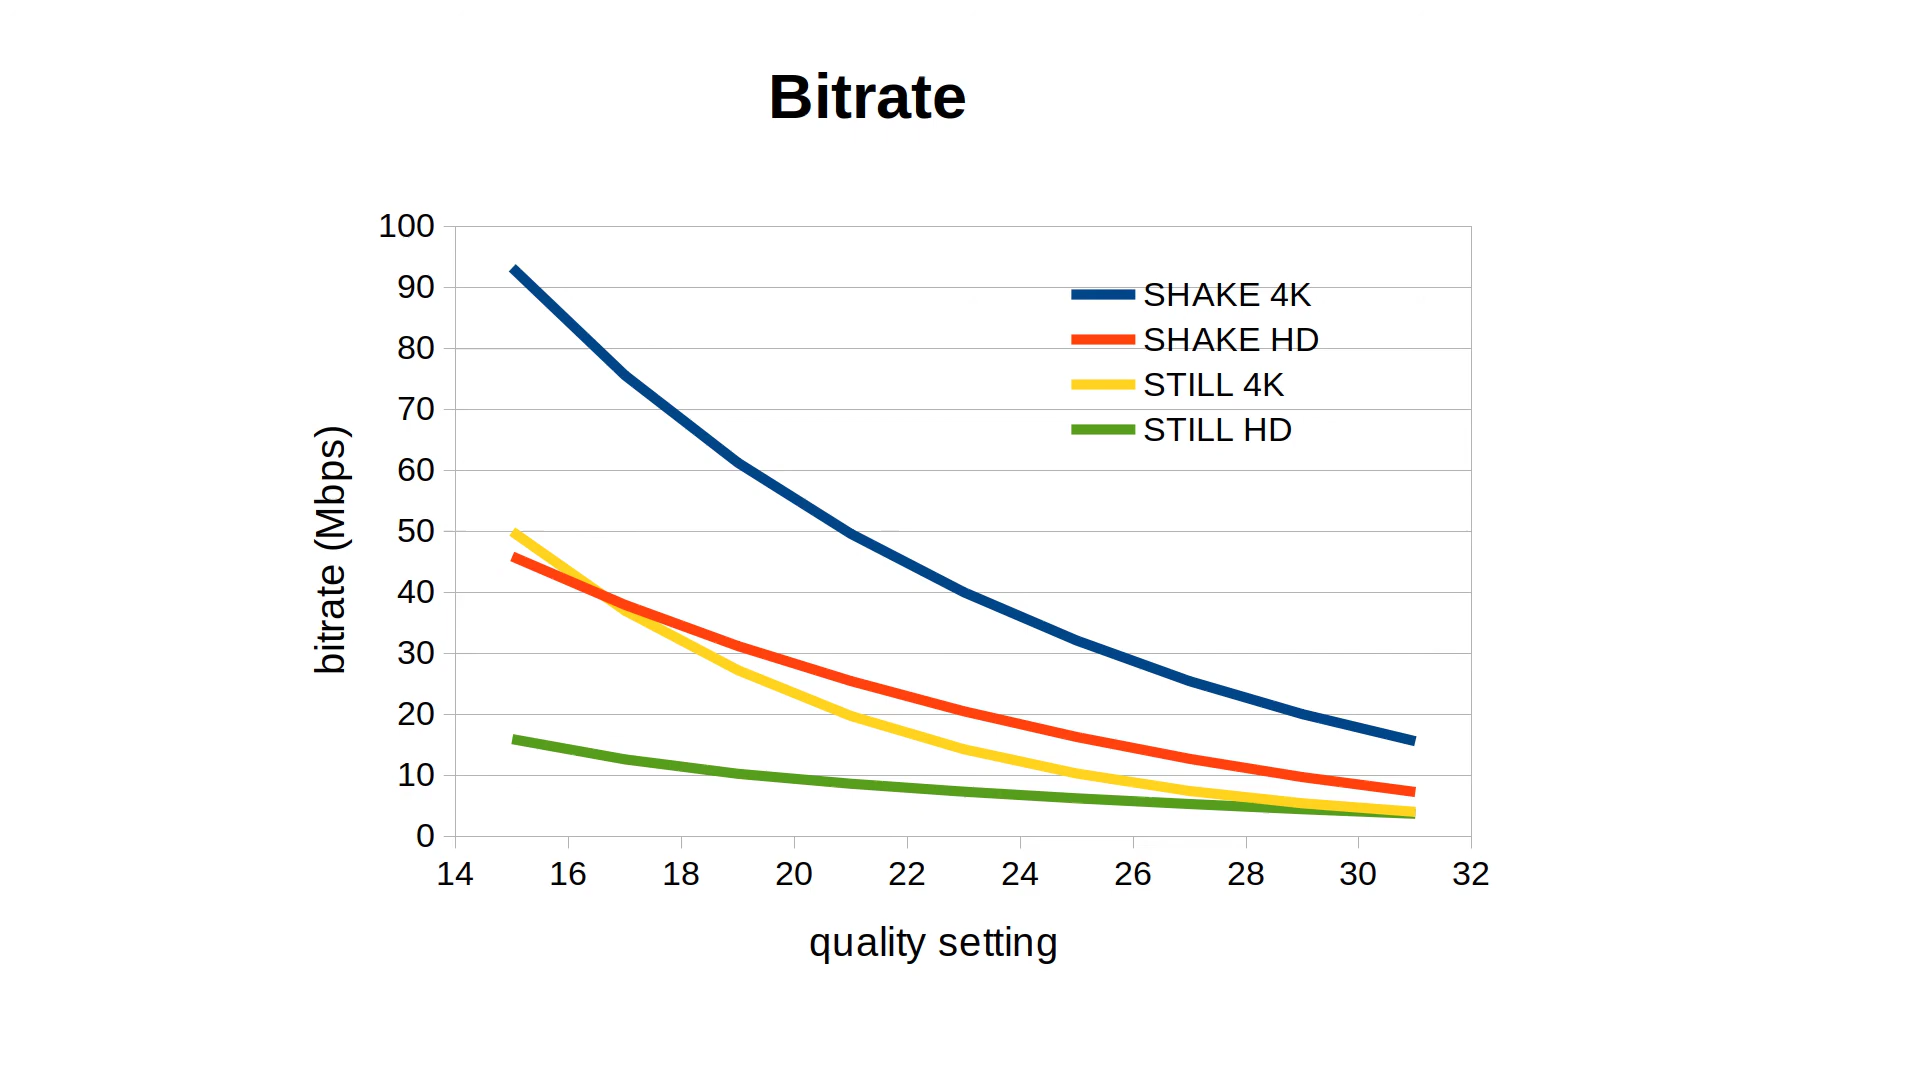 Bitrate
100
90
80
70
60
50
40
30
20
10
0
bitrate (Mbps)
SHAKE 4K
SHAKE HD
STILL 4K
STILL HD
14 16 18 20 22 24 26 28 30 32
quality setting